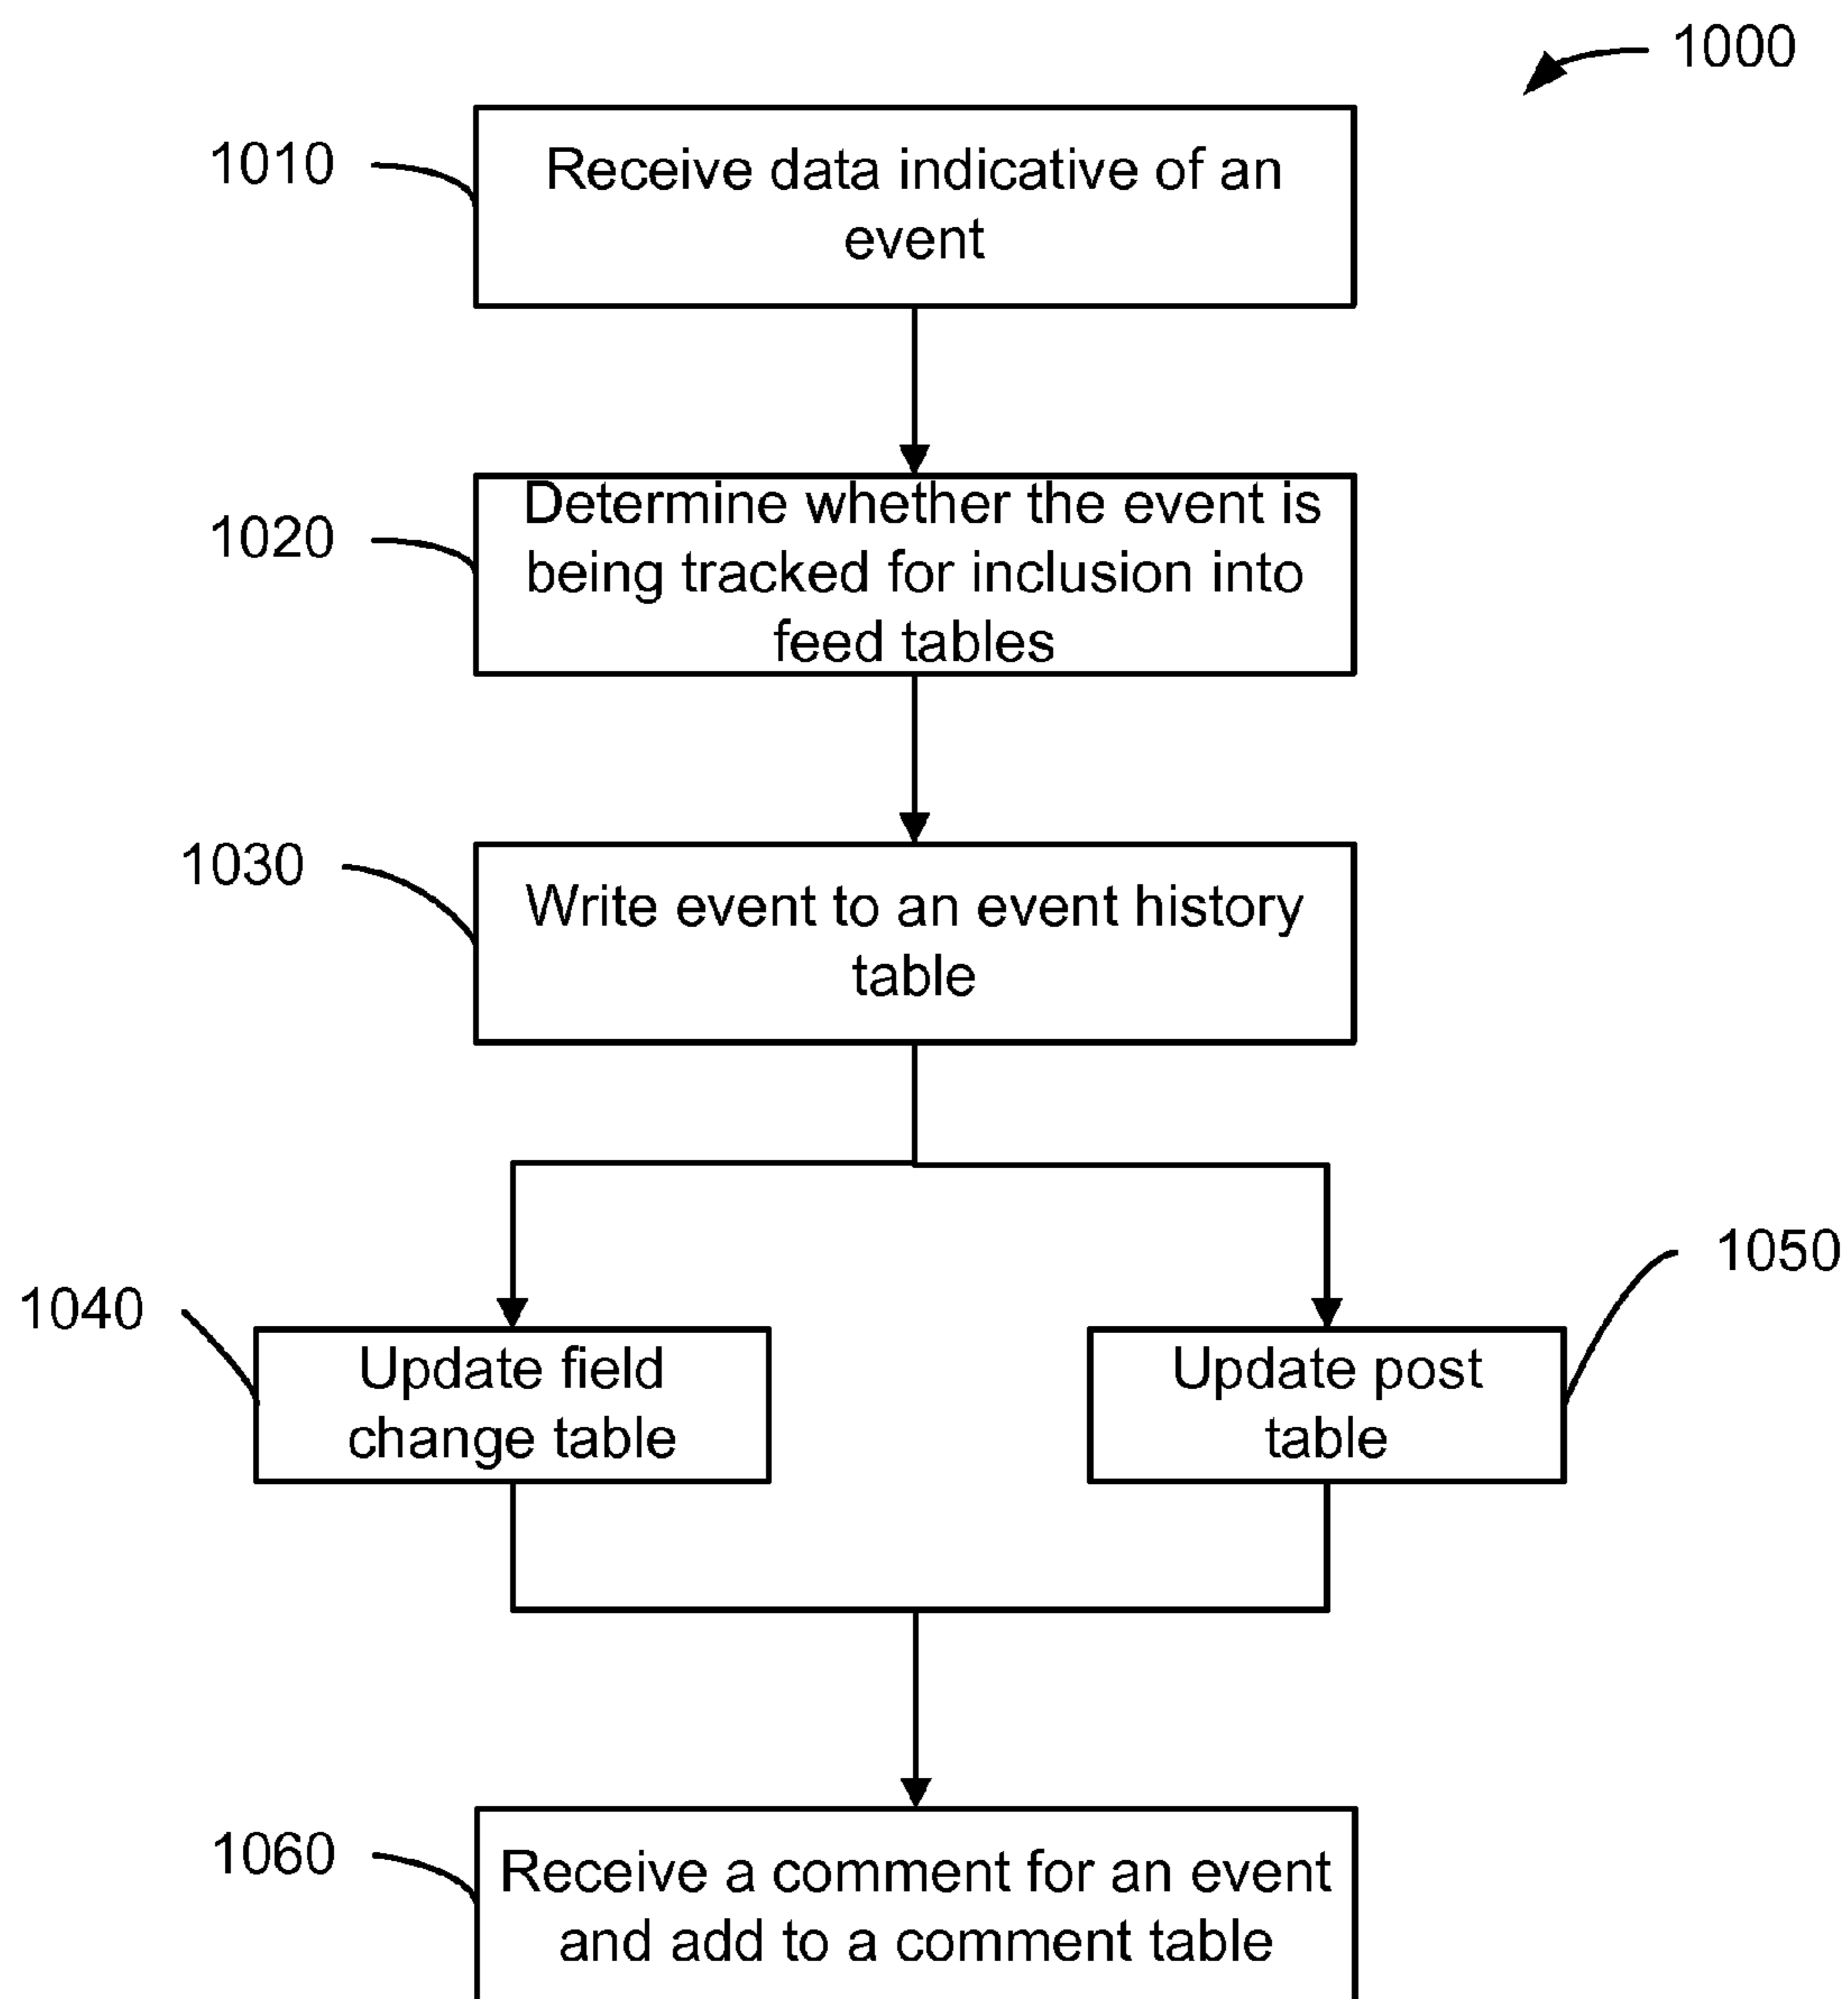 1000
1010
Receive data indicative of an
event
1020
Determine whether the event is
being tracked for inclusion into
feed tables
1030
Write event to an event history
table
1040
Update field
change table
1050
Update post
table
1060
Receive a comment for an event
and add to a comment table